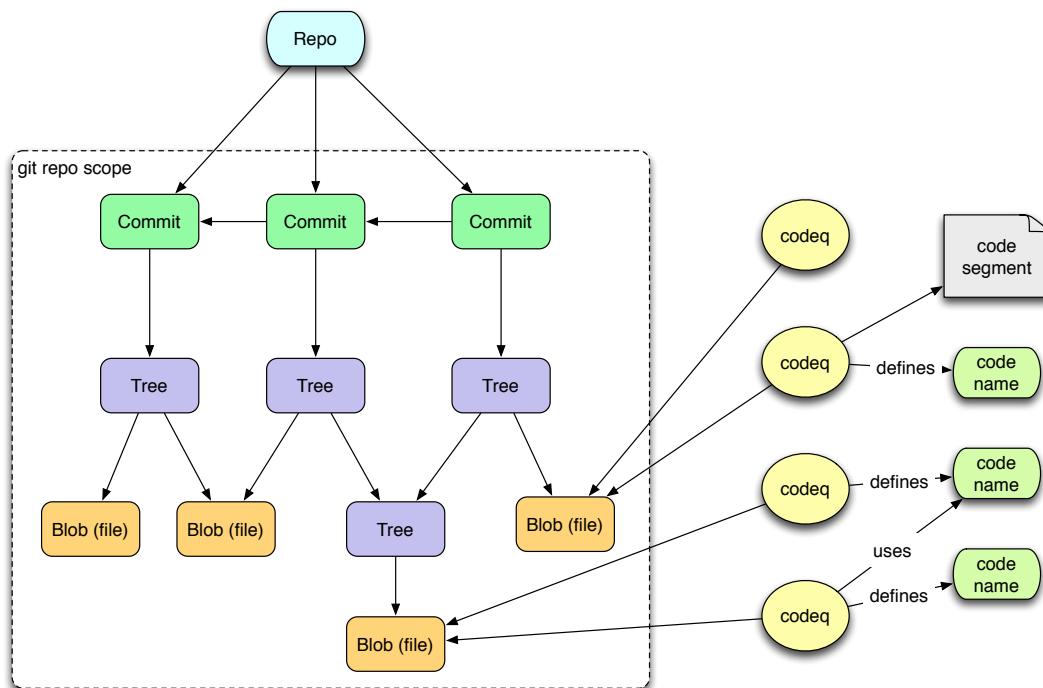 Repo
git repo scope
Commit
Commit
Commit
codeq
code
segment
Tree
Tree
Tree
codeq
defines
code
name
Blob (file)
Blob (file)
Tree
Blob (file)
codeq
defines
code
name
uses
Blob (file)
codeq
defines
code
name